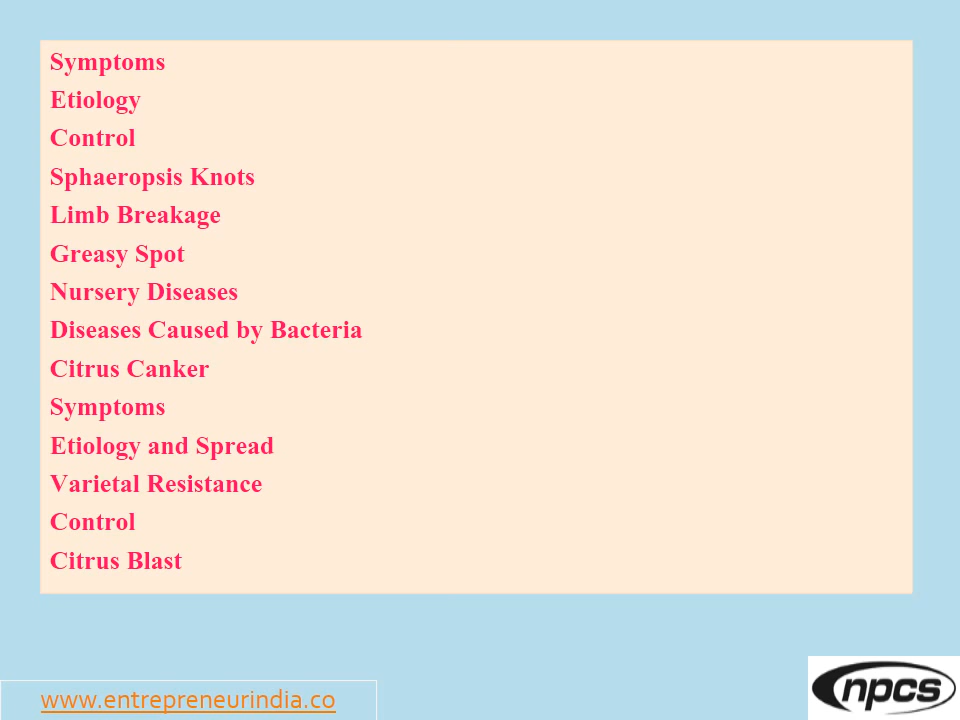 Symptoms
Etiology
Control
Sphaeropsis Knots
Limb Breakage
Greasy Spot
Nursery Diseases
Diseases Caused by Bacteria
Citrus Canker
Symptoms
Etiology and Spread
Varietal Resistance
Control
Citrus Blast
www.entrepreneurindia.co
npcs